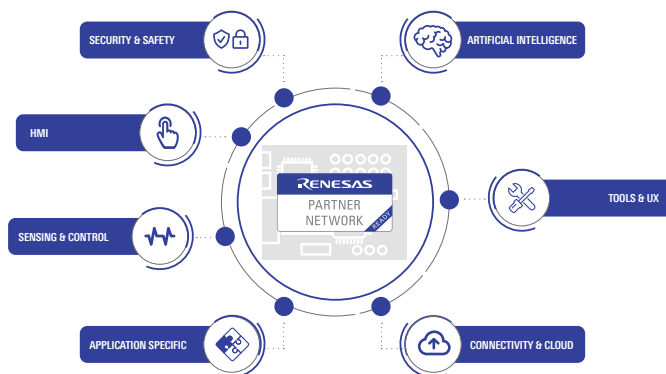 SECURITY & SAFETY
ARTIFICIAL INTELLIGENCE
HMI
RENESAS
PARTNER
NETWORK
READY
TOOLS & UX
SENSING & CONTROL
APPLICATION SPECIFIC
CONNECTIVITY & CLOUD